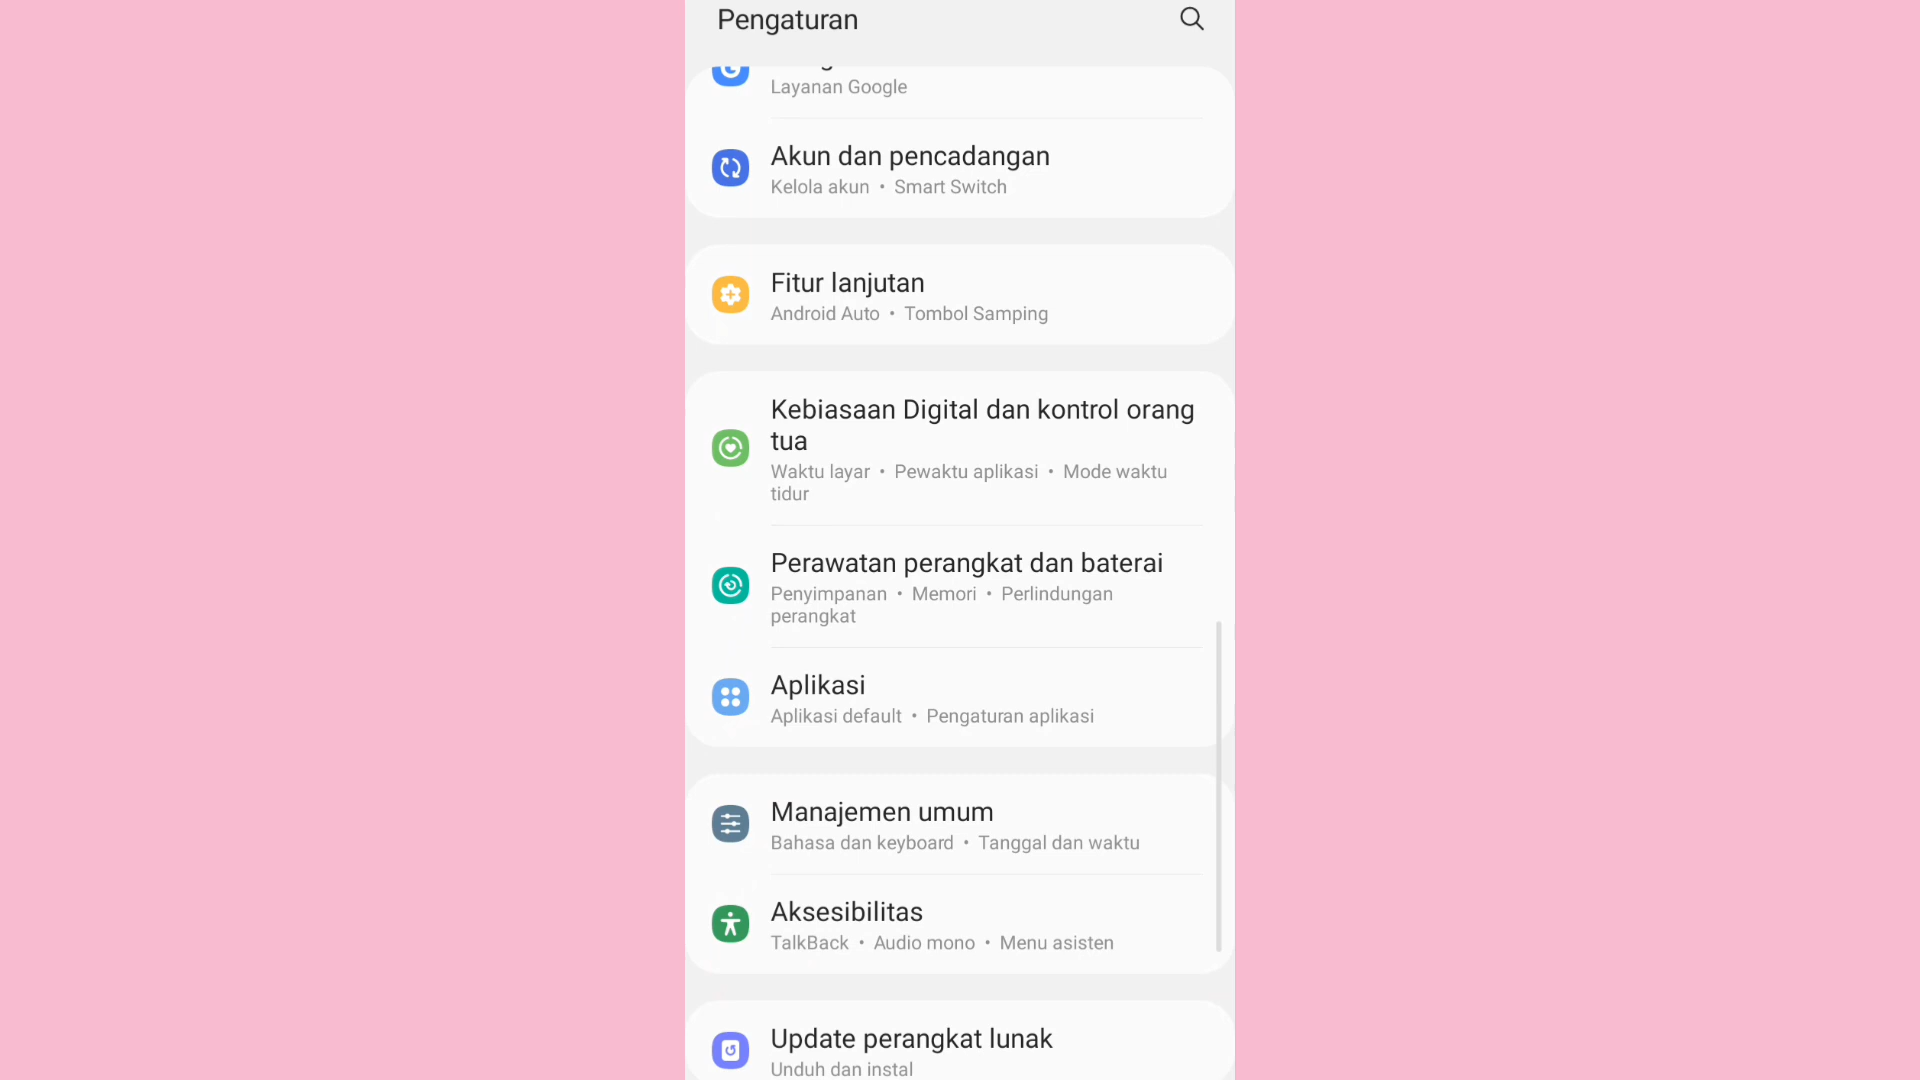 Pengaturan
Layanan Google
Akun dan pencadangan
Kelola akun • Smart Switch
Fitur lanjutan
Android Auto • Tombol Samping
Kebiasaan Digital dan kontrol orang
tua
Waktu layar • Pewaktu aplikasi • Mode waktu
tidur
Perawatan perangkat dan baterai
Penyimpanan • Memori • Perlindungan
perangkat
Aplikasi
Aplikasi default • Pengaturan aplikasi
Manajemen umum
Bahasa dan keyboard • Tanggal dan waktu
Aksesibilitas
TalkBack • Audio mono • Menu asisten
Update perangkat lunak
Unduh dan instal